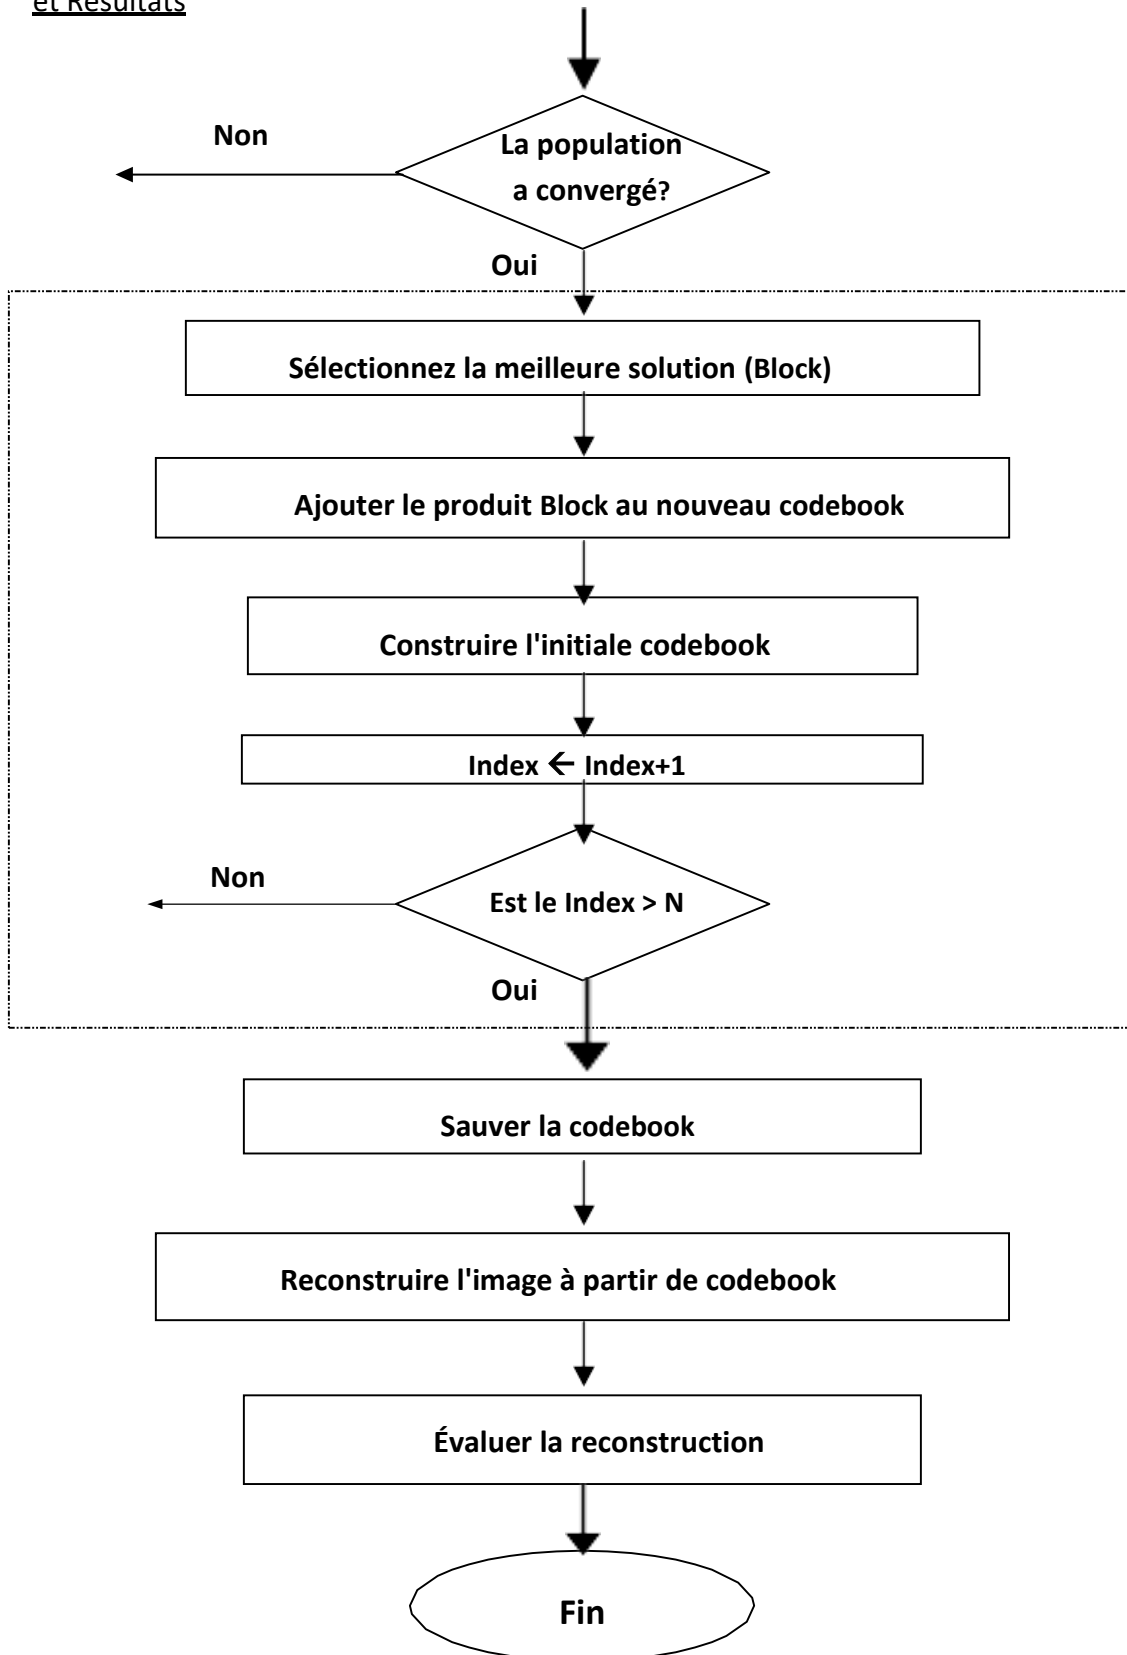 et Résultats
Non
La population
a convergé?
Oui
Sélectionnez la meilleure solution (Block)
Ajouter le produit Block au nouveau codebook
Construire l'initiale codebook
Index ← Index+1
Non
Est le Index > N
Oui
Sauver la codebook
Reconstruire l'image à partir de codebook
Évaluer la reconstruction
Fin